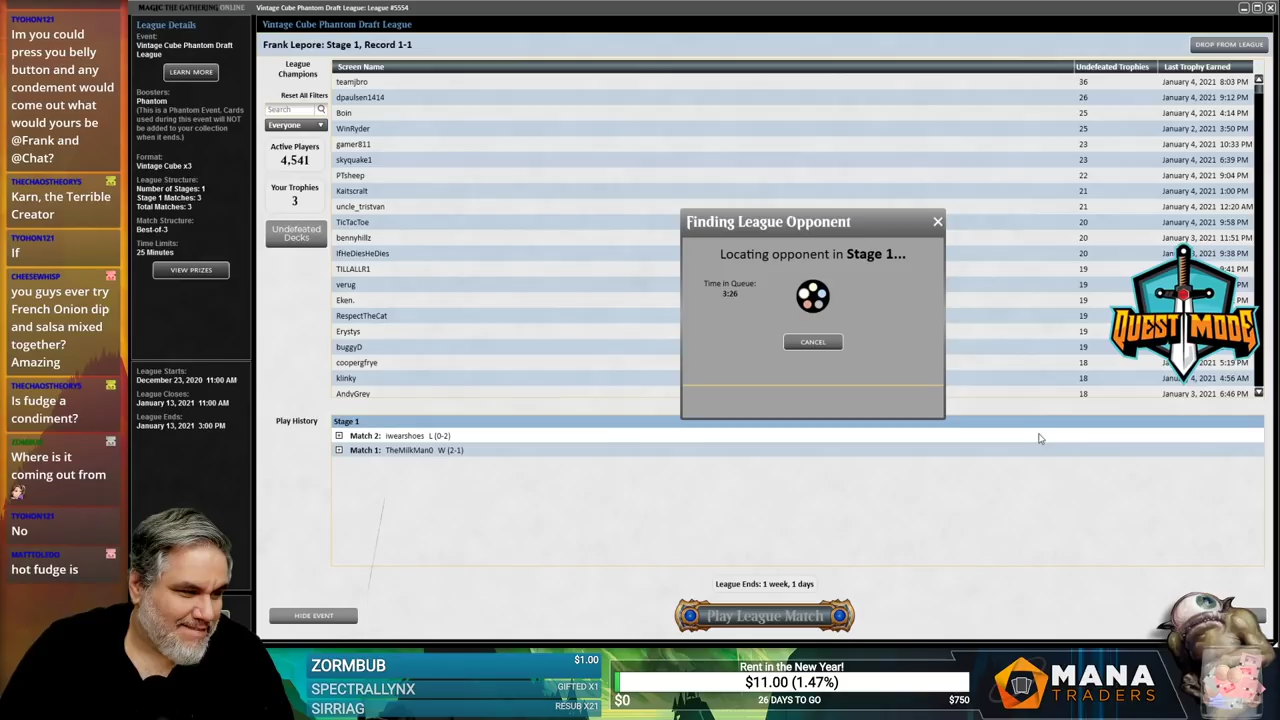 MAGIC THE GATHERING ONLINE
Vintage Cube Phantom Draft League: League #5554
TYOHON121
Im you could
press you belly
button and any
condement would
come out what
would yours be
@Frank and
@Chat?
THECHAOSTHEORY5
Karn, the Terrible
Creator
TYOHON121
If
CHEESEWHISP
you guys ever try
French Onion dip
and salsa mixed
together?
Amazing
THECHAOSTHEORY5
Is fudge a
condiment?
ZORMBUB
Where is it
coming out from
TYOHON121
No
MATTTOLEDO
hot fudge is
League Details
Event:
Vintage Cube Phantom Draft
League
LEARN MORE
Boosters:
Phantom
(This is a Phantom Event. Cards
used during this event will NOT
be added to your collection
when it ends.)
Format:
Vintage Cube x3
League Structure:
Number of Stages: 1
Stage 1 Matches: 3
Total Matches: 3
Match Structure:
Best-of-3
Time Limits:
25 Minutes
VIEW PRIZES
League Starts:
December 23, 2020 11:00 AM
League Closes:
January 13, 2021 11:00 AM
League Ends:
January 13, 2021 3:00 PM
Vintage Cube Phantom Draft League
Frank Lepore: Stage 1, Record 1-1
DROP FROM LEAGUE
League
Champions
Reset All Filters
Search
Everyone
Active Players
4,541
Your Trophies
3
Undefeated
Decks
Screen Name Undefeated Trophies Last Trophy Earned
teamjbro 36 January 4, 2021 8:03 PM
dpaulsen1414 26 January 4, 2021 9:12 PM
Boin 25 January 4, 2021 4:14 PM
WinRyder 25 January 2, 2021 3:50 PM
gamer811 23 January 4, 2021 10:33 PM
skyquake1 23 January 4, 2021 6:39 PM
PTsheep 22 January 4, 2021 9:04 PM
Kaitscralt 21 January 4, 2021 1:00 PM
uncle_tristvan 21 January 4, 2021 12:20 AM
TicTacToe 20 January 4, 2021 9:58 PM
bennyhillz 20 January 3, 2021 11:51 PM
IfHeDiesHeDies 20 9:38 PM
TILLALLR1 19 9:41 PM
verug 19
Eken. 19
RespectTheCat 19
Erystys 19
buggyD 19
coopergfrye 18 5:19 PM
klinky 18 2021 4:56 AM
AndyGrey 18 January 3, 2021 6:46 PM
Finding League Opponent
Locating opponent in Stage 1...
Time in Queue:
3:26
CANCEL
QUEST MODE
Play History
Stage 1
Match 2: iwearshoes L (0-2)
Match 1: TheMilkMan0 W (2-1)
League Ends: 1 week, 1 days
HIDE EVENT
Play League Match
ZORMBUB $1.00
SPECTRALLYNX GIFTED X1
SIRRIAG RESUB X21
Rent in the New Year!
$11.00 (1.47%)
$0 26 DAYS TO GO $750
MANA
TRADERS